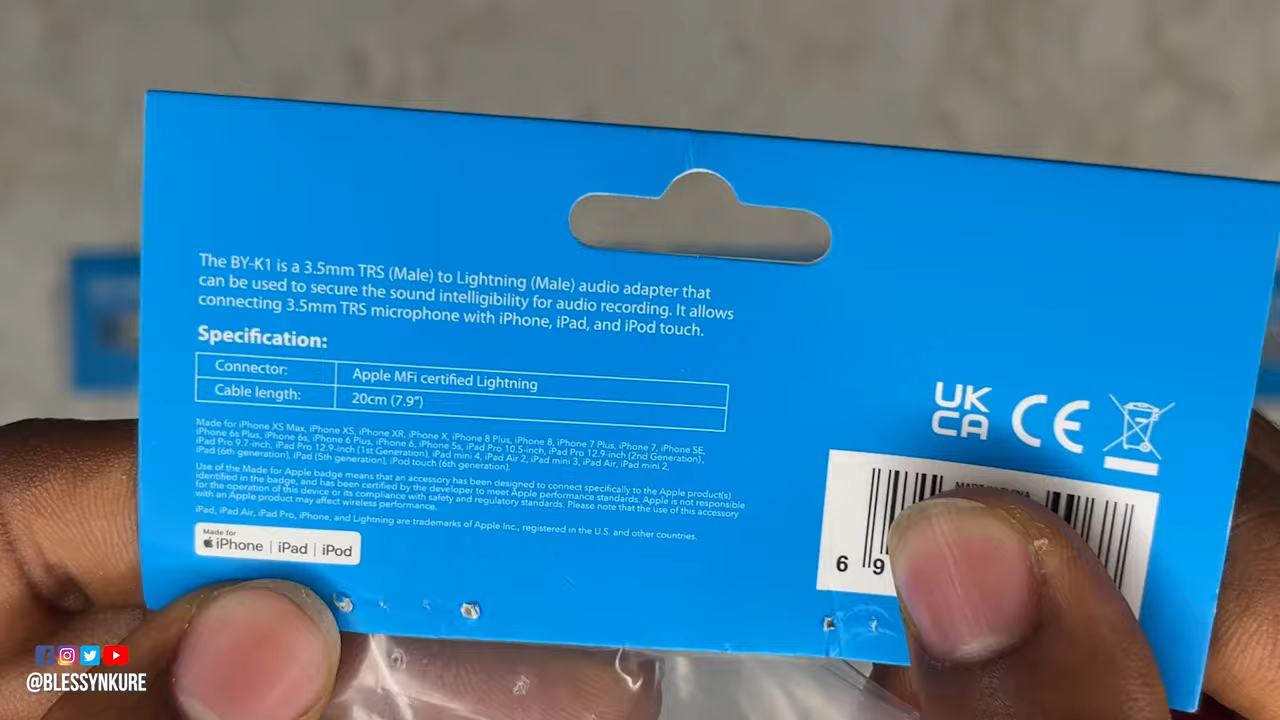 The BY-K1 is a 3.5mm TRS (Male) to Lightning (Male) audio adapter that
can be used to secure the sound intelligibility for audio recording. It allows
connecting 3.5mm TRS microphone with iPhone, iPad, and iPod touch.
Specification:
Connector: Apple MFi certified Lightning
Cable length: 20cm (7.9")
Made for iPhone XS Max, iPhone XS, iPhone XR, iPhone X, iPhone 8 Plus, iPhone 8, iPhone 7 Plus, iPhone 7, iPhone SE,
iPhone 6s Plus, iPhone 6s, iPhone 6 Plus, iPhone 6, iPhone 5s, iPad Pro 10.5-inch, iPad Pro 12.9-inch (2nd Generation),
iPad Pro 9.7-inch, iPad Pro 12.9-inch (1st Generation), iPad mini 4, iPad Air 2, iPad mini 3, iPad Air, iPad mini 2,
iPad (6th generation), iPad (5th generation), iPod touch (6th generation).
Use of the Made for Apple badge means that an accessory has been designed to connect specifically to the Apple product(s)
identified in the badge, and has been certified by the developer to meet Apple performance standards. Apple is not responsible
for the operation of this device or its compliance with safety and regulatory standards. Please note that the use of this accessory
with an Apple product may affect wireless performance.
iPad, iPad Air, iPad Pro, iPhone, and Lightning are trademarks of Apple Inc., registered in the U.S. and other countries.
Made for
iPhone | iPad | iPod
UK
CA
CE
6 9
@BLESSYNKURE